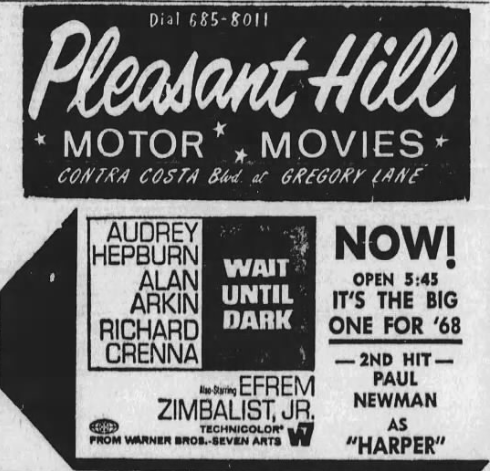 Dial 685-8011
Pleasant Hill
MOTOR MOVIES
CONTRA COSTA Blvd. at GREGORY LANE
AUDREY
HEPBURN
ALAN
ARKIN
RICHARD
CRENNA
WAIT
UNTIL
DARK
Also-Starring EFREM
ZIMBALIST, JR.
TECHNICOLOR®
FROM WARNER BROS.-SEVEN ARTS W7
NOW!
OPEN 5:45
IT'S THE BIG
ONE FOR '68
— 2ND HIT —
PAUL
NEWMAN
AS
"HARPER"